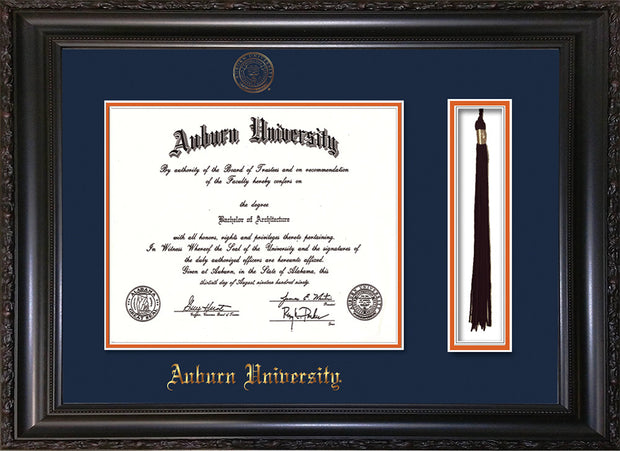 Auburn University
By authority of the Board of Trustees and on recommendation
of the Faculty hereby confers on
the degree
Bachelor of Architecture
with all honors, rights and privileges thereto pertaining.
In Witness Whereof the Seal of the University and the signatures of
the duly authorized officers are hereunto affixed.
Given at Auburn, in the State of Alabama, this
thirtieth day of August, nineteen hundred ninety.
President
Dean
Auburn University